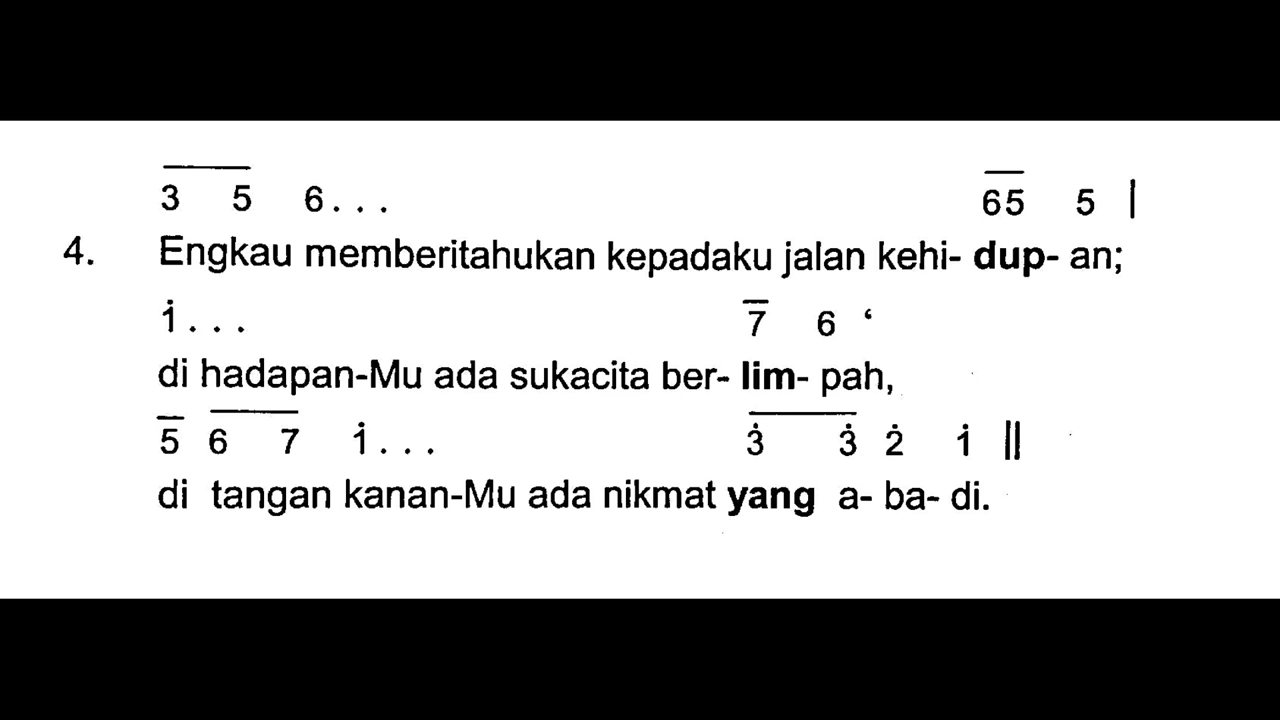 3 5 6 . . . 65 5 |
4. Engkau memberitahukan kepadaku jalan kehi- dup- an;
1̇ . . . 7 6 ‘
di hadapan-Mu ada sukacita ber- lim- pah,
5 6 7 1̇ . . . 3̇ 3̇ 2̇ 1̇ ||
di tangan kanan-Mu ada nikmat yang a- ba- di.